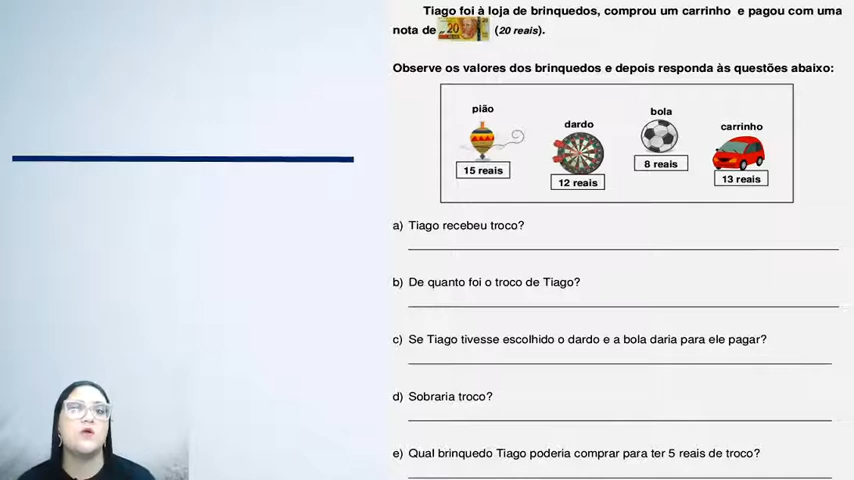 Tiago foi à loja de brinquedos, comprou um carrinho e pagou com uma
nota de 20 (20 reais).
Observe os valores dos brinquedos e depois responda às questões abaixo:
pião
dardo
bola
carrinho
15 reais
12 reais
8 reais
13 reais
a) Tiago recebeu troco?
b) De quanto foi o troco de Tiago?
c) Se Tiago tivesse escolhido o dardo e a bola daria para ele pagar?
d) Sobraria troco?
e) Qual brinquedo Tiago poderia comprar para ter 5 reais de troco?